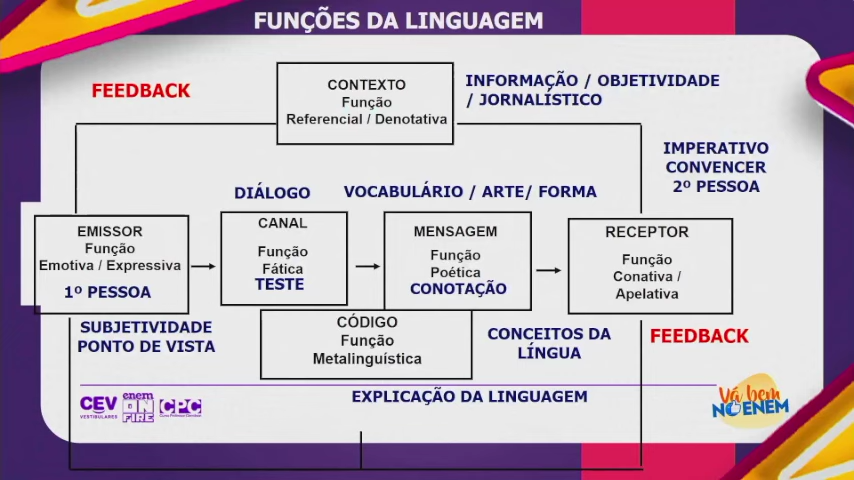 FUNÇÕES DA LINGUAGEM
FEEDBACK
CONTEXTO
Função
Referencial / Denotativa
INFORMAÇÃO / OBJETIVIDADE
/ JORNALÍSTICO
IMPERATIVO
CONVENCER
2º PESSOA
DIÁLOGO
VOCABULÁRIO / ARTE/ FORMA
EMISSOR
Função
Emotiva / Expressiva
1º PESSOA
CANAL
Função
Fática
TESTE
MENSAGEM
Função
Poética
CONOTAÇÃO
RECEPTOR
Função
Conativa /
Apelativa
SUBJETIVIDADE
PONTO DE VISTA
CÓDIGO
Função
Metalinguística
CONCEITOS DA
LÍNGUA
FEEDBACK
EXPLICAÇÃO DA LINGUAGEM
CEV
VESTIBULARES
enem
ON
FIRE
CPC
Vá bem
NO ENEM